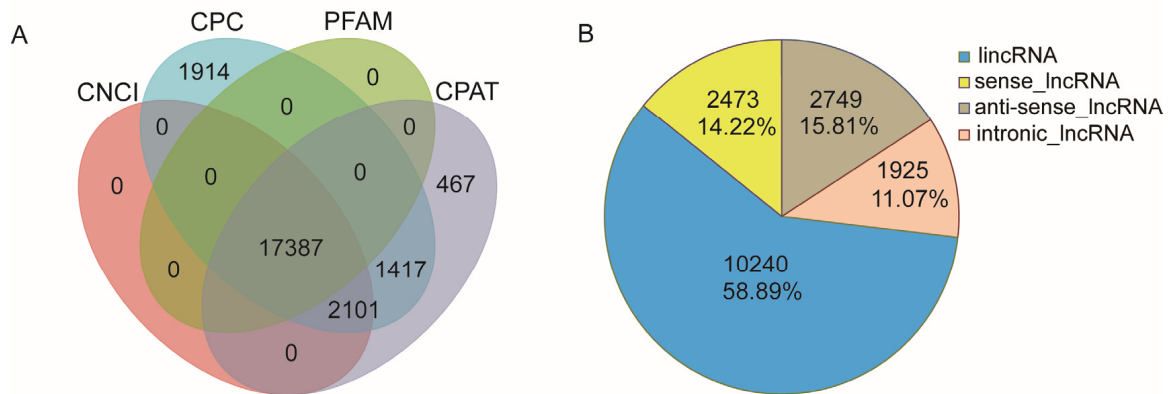 A
CNCI
CPC
PFAM
CPAT
1914
0
0
0
0
0
0
0
467
17387
0
1417
2101
0
B
2473
14.22%
2749
15.81%
1925
11.07%
10240
58.89%
lincRNA
sense_lncRNA
anti-sense_lncRNA
intronic_lncRNA